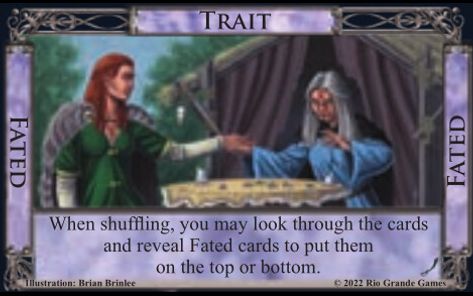 TRAIT
FATED
FATED
When shuffling, you may look through the cards
and reveal Fated cards to put them
on the top or bottom.
Illustration: Brian Brinlee
© 2022 Rio Grande Games